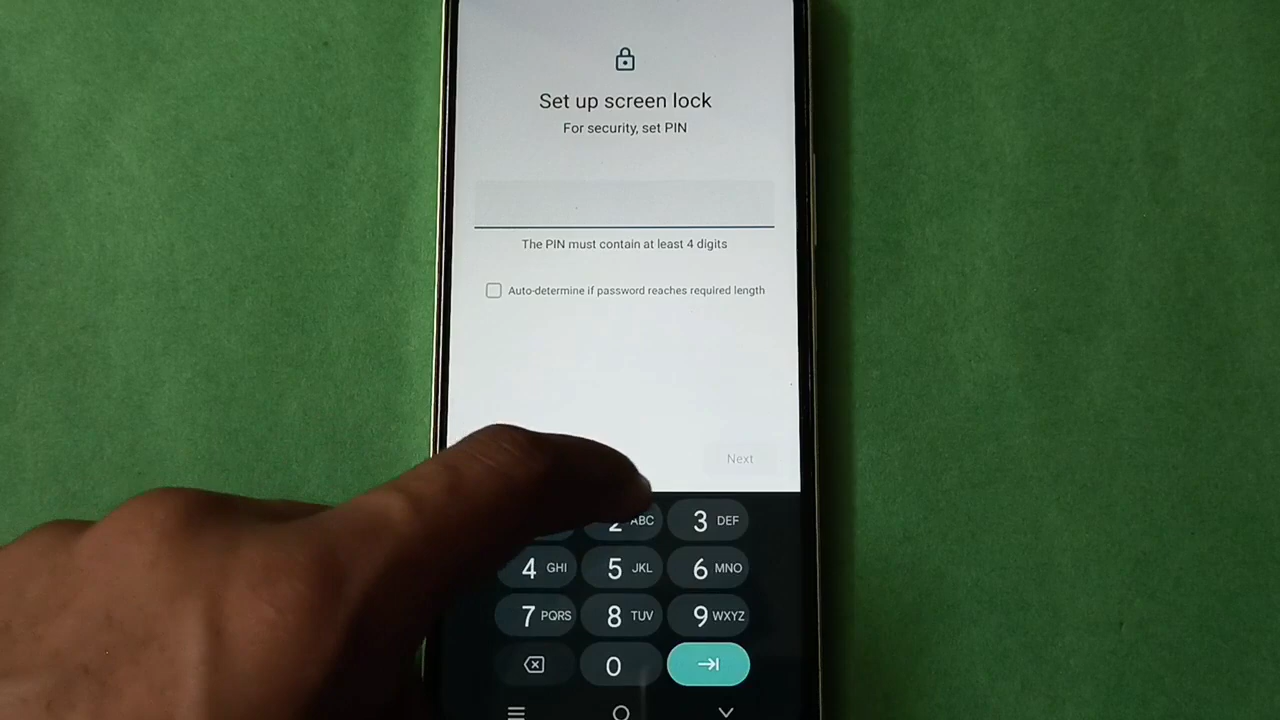 Set up screen lock
For security, set PIN
The PIN must contain at least 4 digits
Auto-determine if password reaches required length
Next
2 ABC 3 DEF
4 GHI 5 JKL 6 MNO
7 PQRS 8 TUV 9 WXYZ
0